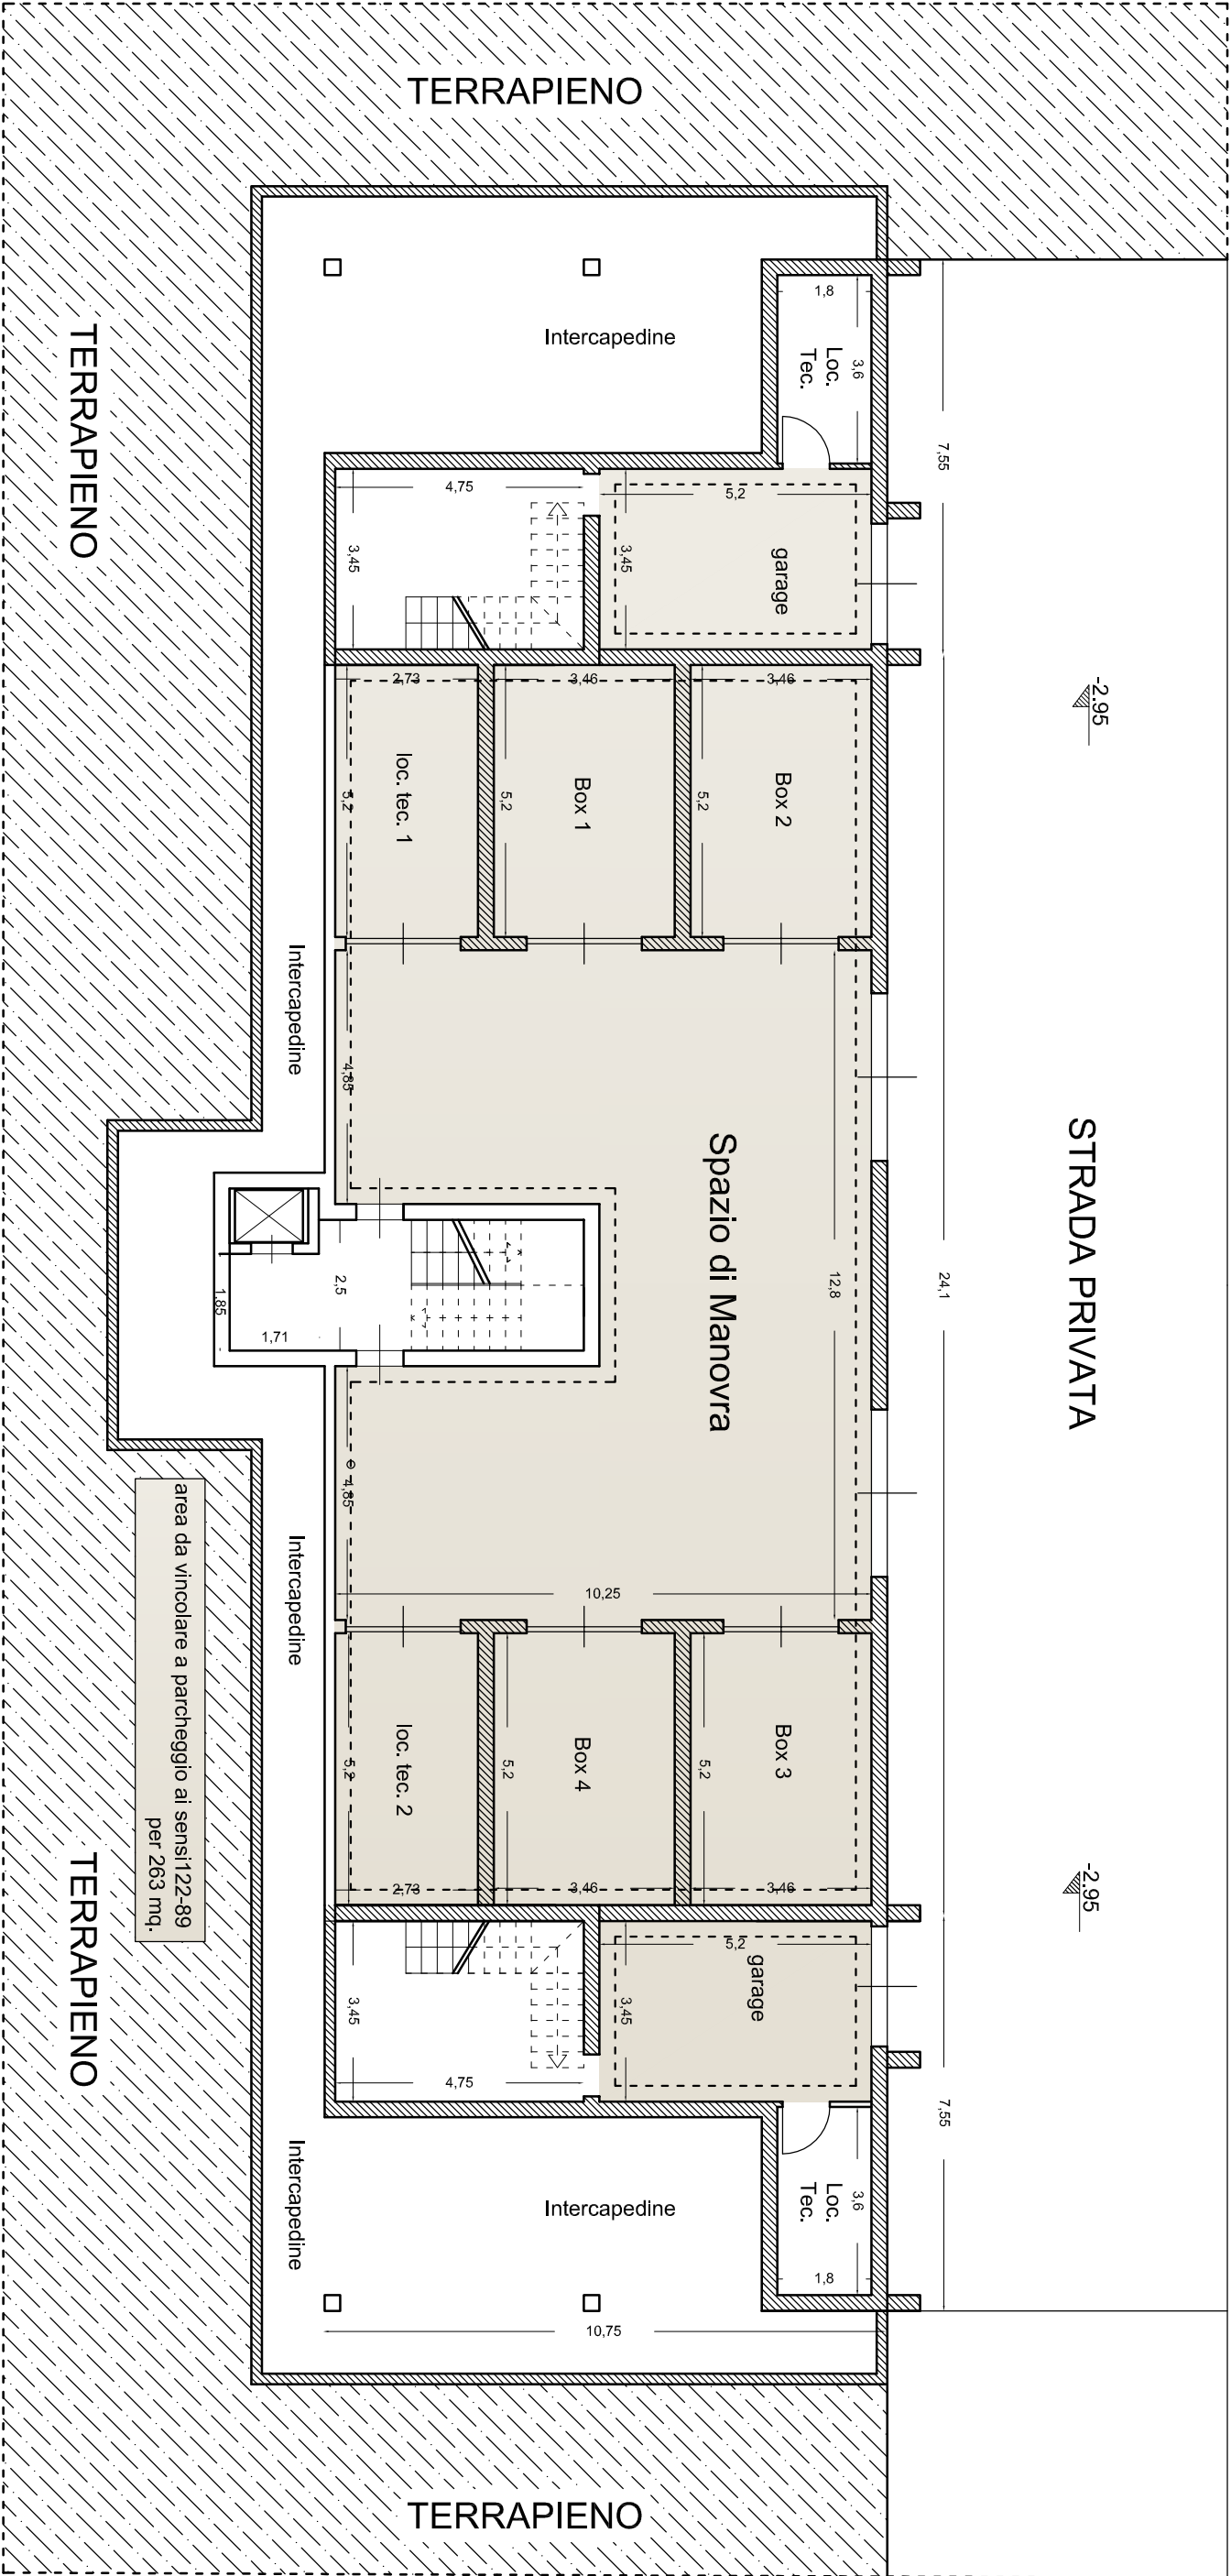 TERRAPIENO
TERRAPIENO
Intercapedine
1,8
Loc.
Tec.
3,6
7,55
4,75
5,2
3,45
3,45
garage
2,73
3,46
3,46
-2.95
loc. tec. 1
Box 1
Box 2
5,2
5,2
5,2
Intercapedine
4,85
Spazio di Manovra
STRADA PRIVATA
12,8
24,1
2,5
1,85
1,71
4,85
10,25
Intercapedine
area da vincolare a parcheggio ai sensi122-89
per 263 mq.
loc. tec. 2
Box 4
Box 3
5,2
5,2
5,2
2,73
3,46
3,46
-2.95
TERRAPIENO
5,2
garage
3,45
3,45
4,75
7,55
Intercapedine
Intercapedine
Loc.
Tec.
3,6
1,8
10,75
TERRAPIENO